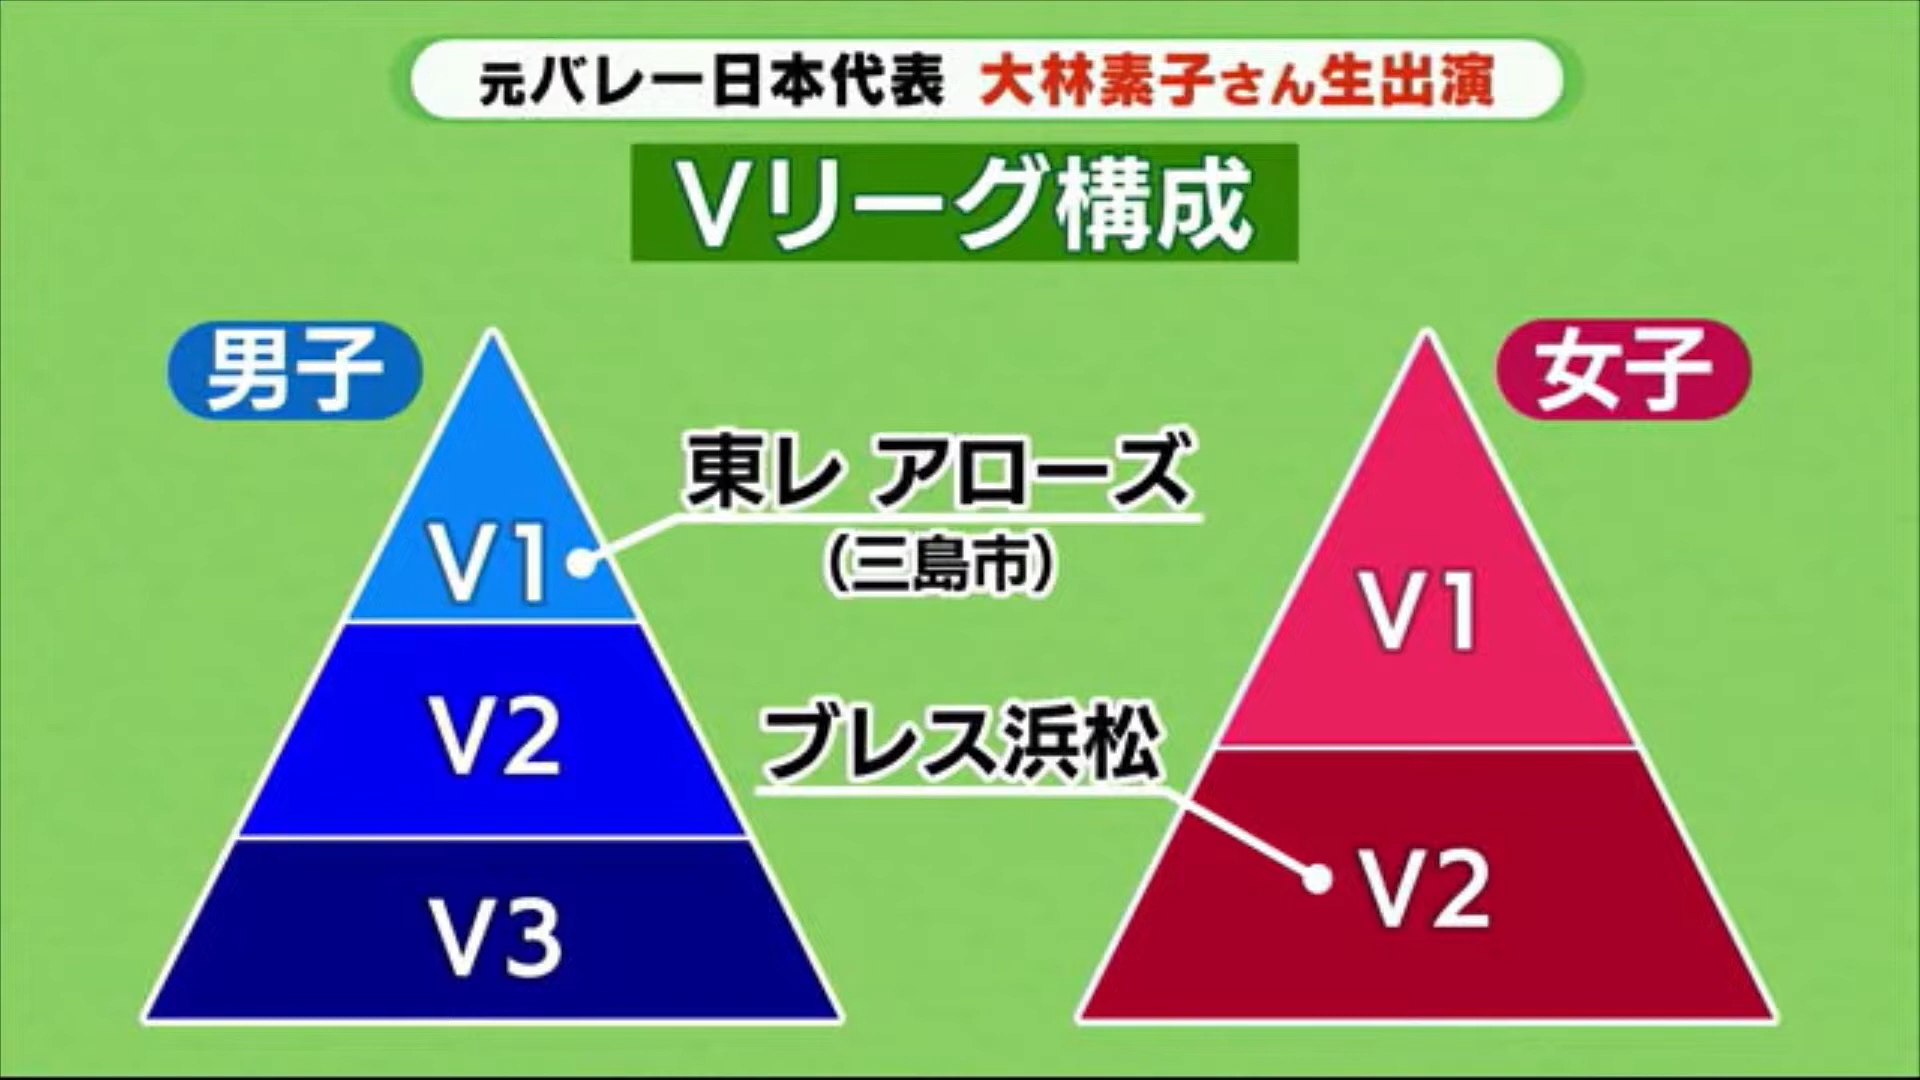 元バレー日本代表 大林素子さん生出演
Vリーグ構成
男子
女子
東レ アローズ
(三島市)
V1
V1
ブレス浜松
V2
V2
V3